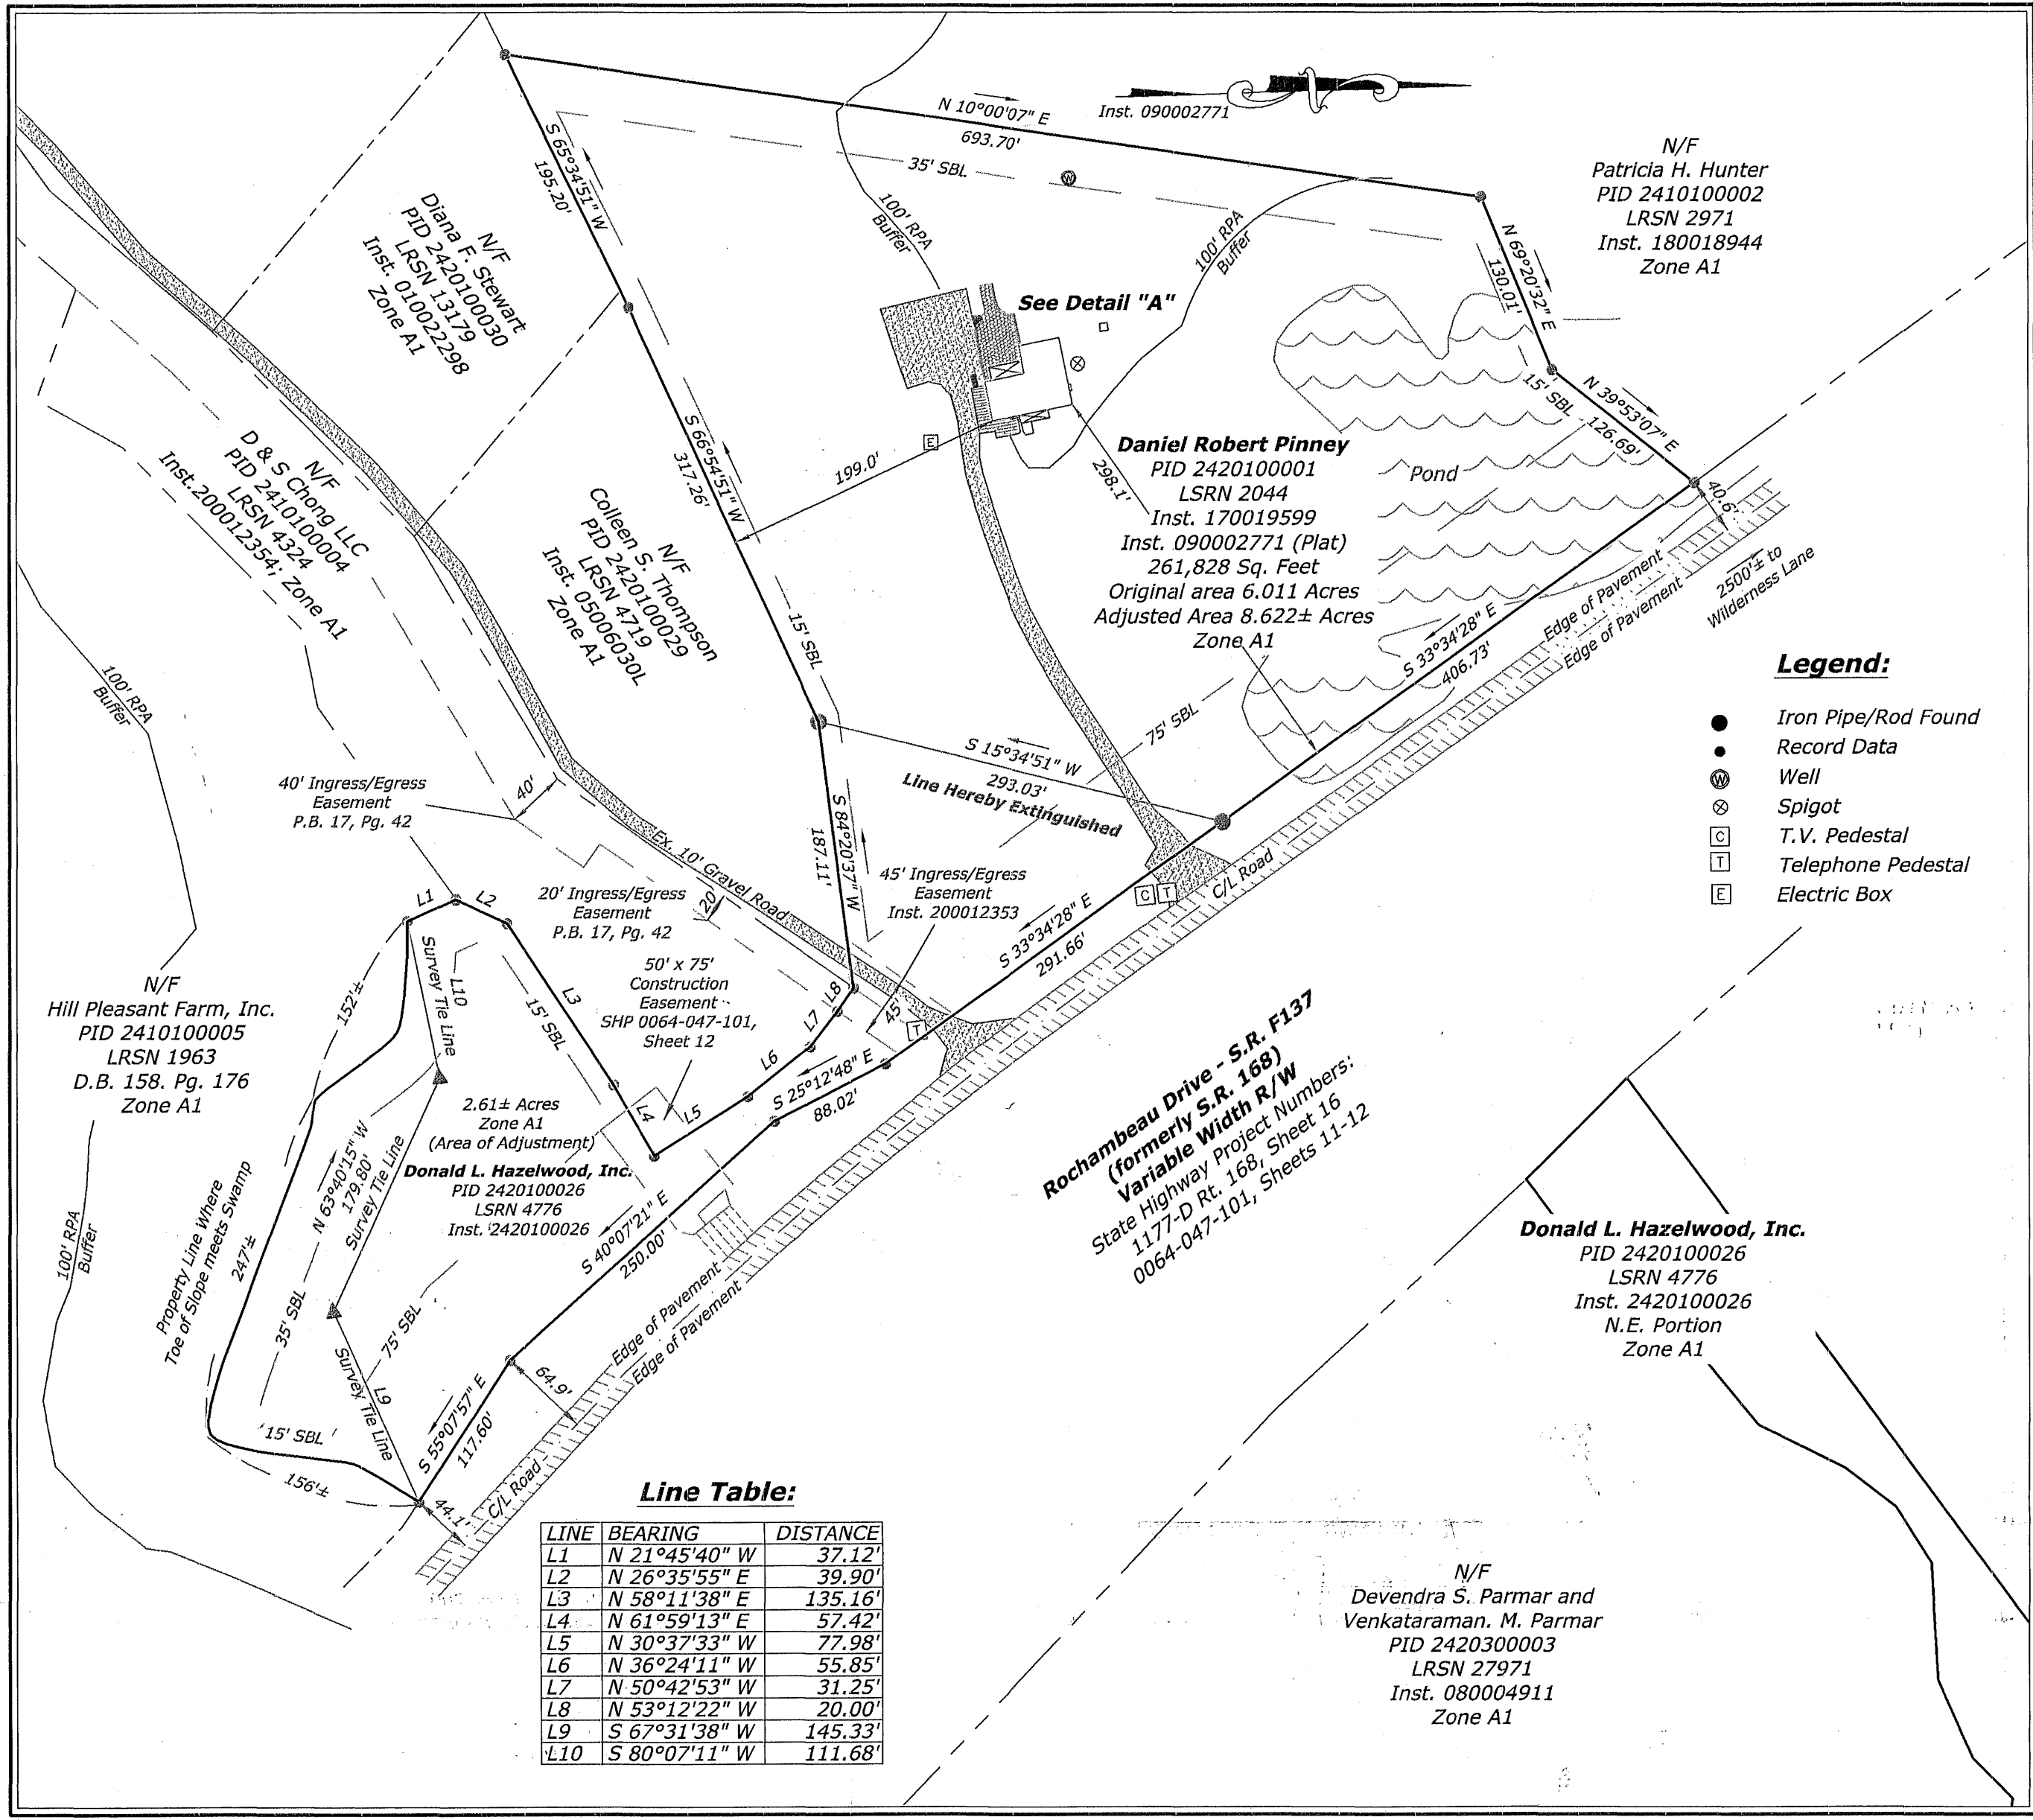 Inst. 090002771
N 10°00'07" E
693.70'
35' SBL
N/F
Patricia H. Hunter
PID 2410100002
LRSN 2971
Inst. 180018944
Zone A1
S 65°34'51" W
195.20'
N/F
Diana F. Stewart
PID 2420100030
LRSN 13179
Inst. 010022298
Zone A1
100' RPA
Buffer
100' RPA
Buffer
N 69°20'32" E
130.01'
See Detail "A"
15' SBL
N 39°53'07" E
126.69'
N/F
D & S Chong LLC
PID 2410100004
LRSN 4324
Inst.200012354; Zone A1
S 66°54'51" W
317.26'
E
199.0'
298.1'
Daniel Robert Pinney
PID 2420100001
LSRN 2044
Inst. 170019599
Inst. 090002771 (Plat)
261,828 Sq. Feet
Original area 6.011 Acres
Adjusted Area 8.622± Acres
Zone A1
Pond
40.6'
N/F
Colleen S. Thompson
PID 2420100029
LRSN 4719
Inst. 05006030L
Zone A1
15' SBL
Edge of Pavement
Edge of Pavement
2500'± to
Wilderness Lane
S 33°34'28" E
406.73'
75' SBL
Legend:
W
C
T
E
Iron Pipe/Rod Found
Record Data
Well
Spigot
T.V. Pedestal
Telephone Pedestal
Electric Box
100' RPA
Buffer
S 15°34'51" W
293.03'
Line Hereby Extinguished
40' Ingress/Egress
Easement
P.B. 17, Pg. 42
40'
S 84°20'37" W
187.11'
Ex. 10' Gravel Road
45' Ingress/Egress
Easement
Inst. 200012353
C T
C/L Road
L1
L2
20' Ingress/Egress
Easement
P.B. 17, Pg. 42
20'
S 33°34'28" E
291.66'
Survey Tie Line
L10
L3
15' SBL
50' x 75'
Construction
Easement
SHP 0064-047-101,
Sheet 12
L8
L7
45'
T
L6
N/F
Hill Pleasant Farm, Inc.
PID 2410100005
LRSN 1963
D.B. 158. Pg. 176
Zone A1
152'±
L4
L5
S 25°12'48" E
88.02'
2.61± Acres
Zone A1
(Area of Adjustment)
Donald L. Hazelwood, Inc.
PID 2420100026
LSRN 4776
Inst. 2420100026
Rochambeau Drive - S.R. F137
(formerly S.R. 168)
Variable Width R/W
State Highway Project Numbers:
1177-D Rt. 168, Sheet 16
0064-047-101, Sheets 11-12
N 63°40'15" W
179.80'
Survey Tie Line
Property Line Where
Toe of Slope meets Swamp
247'±
100' RPA
Buffer
35' SBL
75' SBL
S 40°07'21" E
250.00'
Edge of Pavement
Edge of Pavement
Donald L. Hazelwood, Inc.
PID 2420100026
LSRN 4776
Inst. 2420100026
N.E. Portion
Zone A1
64.9'
L9
Survey Tie Line
15' SBL
156'±
S 55°07'57" E
117.60'
44.1'
C/L Road
Line Table:
LINE BEARING DISTANCE
L1 N 21°45'40" W 37.12'
L2 N 26°35'55" E 39.90'
L3 N 58°11'38" E 135.16'
L4 N 61°59'13" E 57.42'
L5 N 30°37'33" W 77.98'
L6 N 36°24'11" W 55.85'
L7 N 50°42'53" W 31.25'
L8 N 53°12'22" W 20.00'
L9 S 67°31'38" W 145.33'
L10 S 80°07'11" W 111.68'
N/F
Devendra S. Parmar and
Venkataraman. M. Parmar
PID 2420300003
LRSN 27971
Inst. 080004911
Zone A1